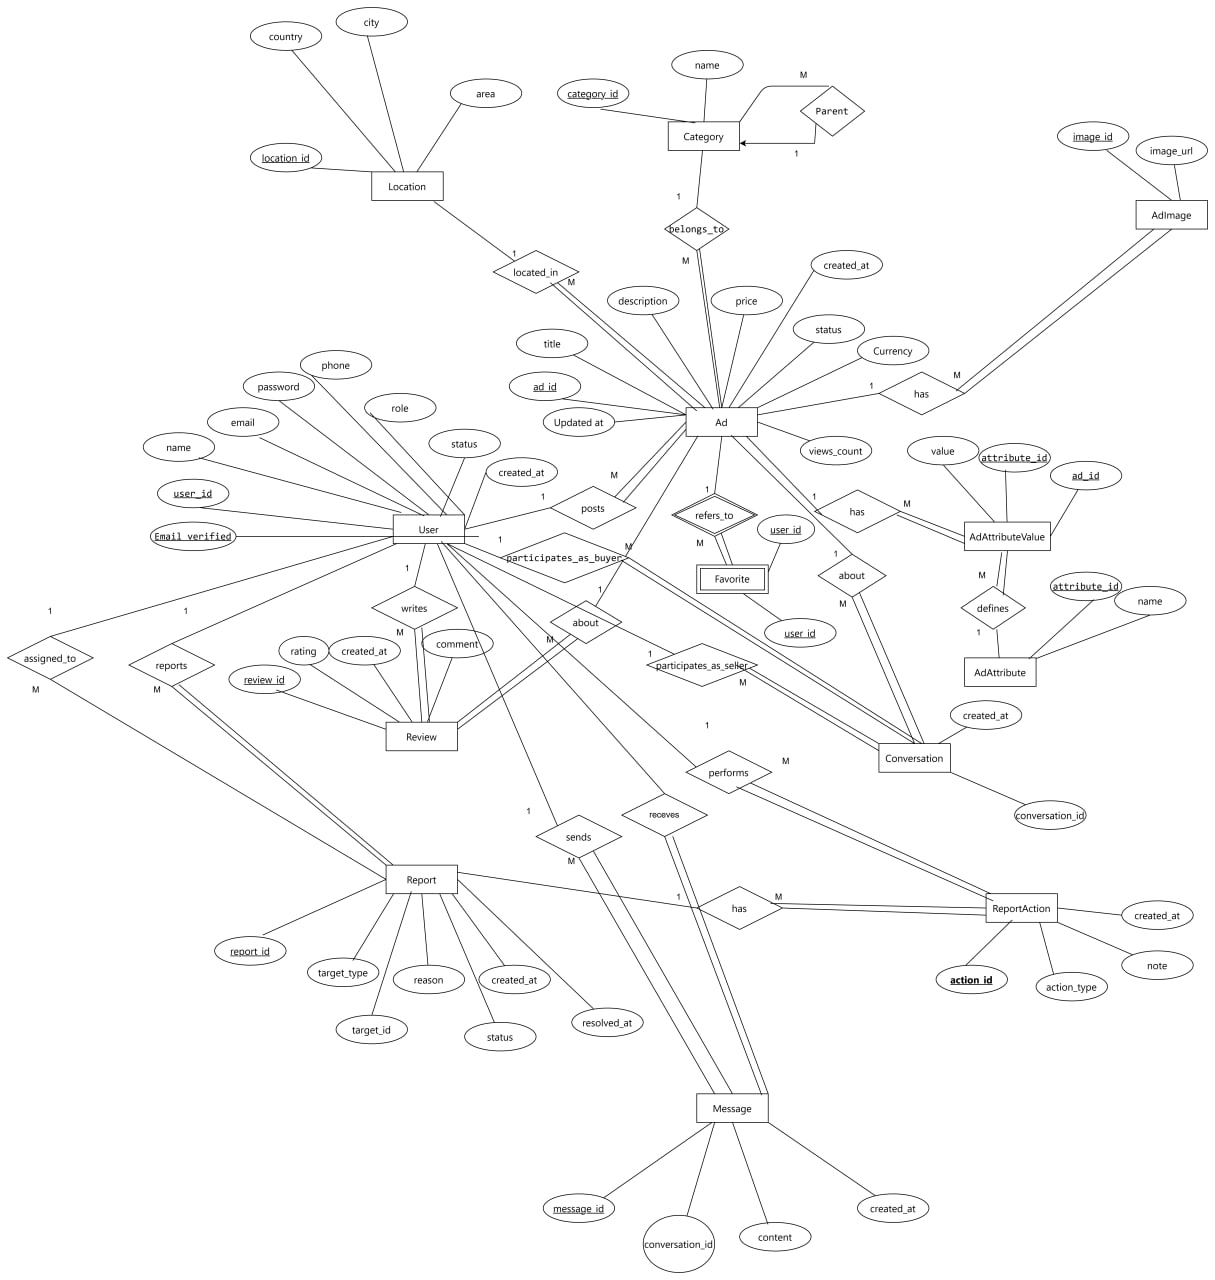 city
country
name
M
category_id
area
Parent
image_id
Category
1
image_url
location_id
Location
1
AdImage
belongs_to
1
M
created_at
located_in
M
description
price
status
title
Currency
phone
M
password
ad_id
1
has
role
Updated at
Ad
email
status
name
value
attribute_id
views_count
created_at
M
ad_id
user_id
1
1
1
M
posts
refers_to
has
User
user_id
Email_verified
1
AdAttributeValue
M
M
participates_as_buyer
1
1
M
about
Favorite
defines
attribute_id
name
1
1
1
M
writes
about
user_id
1
M
M
rating
created_at
comment
assigned_to
reports
1
participates_as_seller
AdAttribute
review_id
M
M
M
created_at
Review
1
Conversation
performs
M
1
receves
conversation_id
sends
M
Report
1
M
has
ReportAction
created_at
report_id
target_type
reason
created_at
action_id
action_type
note
target_id
status
resolved_at
Message
message_id
created_at
conversation_id
content